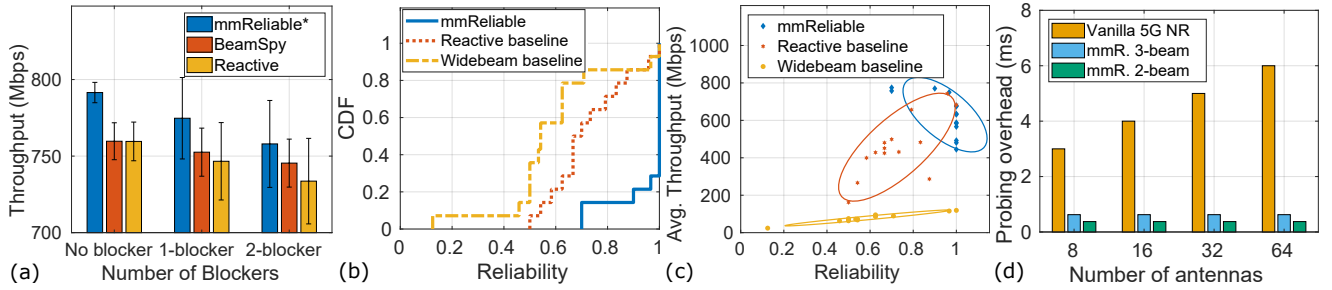 mmReliable*
BeamSpy
Reactive
800
750
700
Throughput (Mbps)
No blocker 1-blocker 2-blocker
Number of Blockers
(a)
mmReliable
Reactive baseline
Widebeam baseline
1
0.8
0.6
0.4
0.2
0
CDF
0 0.2 0.4 0.6 0.8 1
Reliability
(b)
mmReliable
Reactive baseline
Widebeam baseline
1000
800
600
400
200
0
Avg. Throughput (Mbps)
0 0.2 0.4 0.6 0.8 1
Reliability
(c)
Vanilla 5G NR
mmR. 3-beam
mmR. 2-beam
8
6
4
2
0
Probing overhead (ms)
8 16 32 64
Number of antennas
(d)